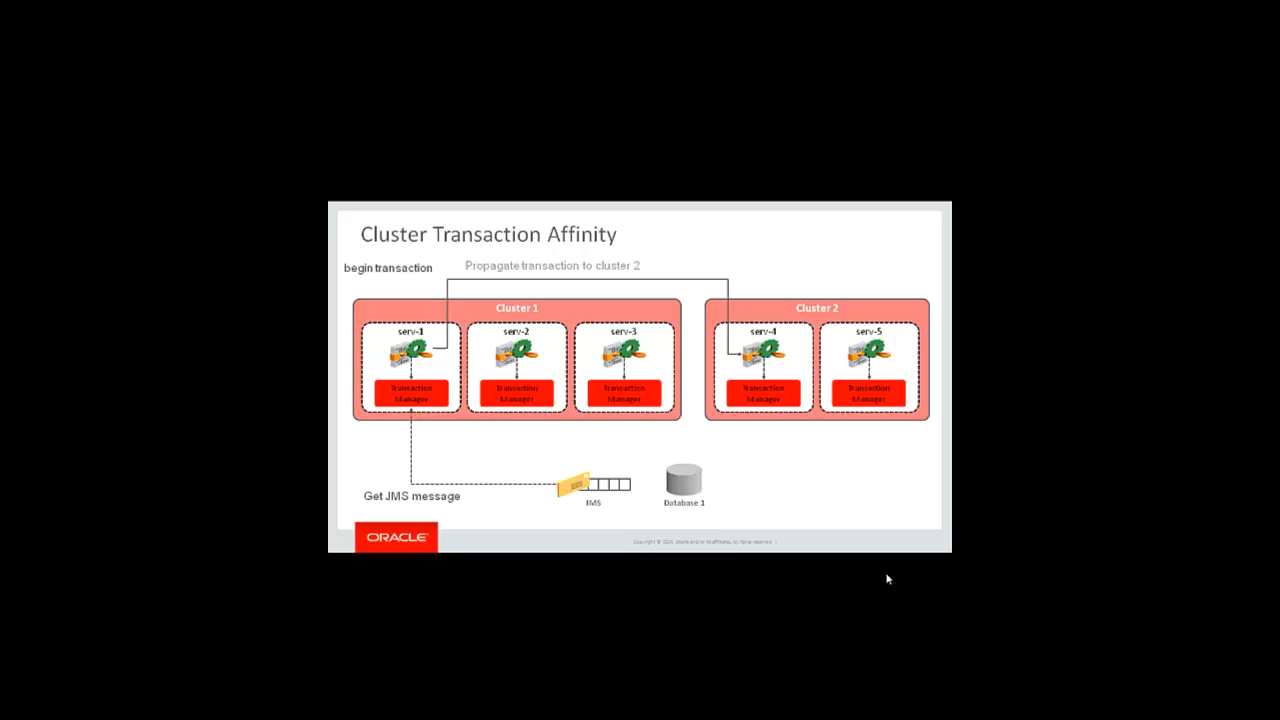 Cluster Transaction Affinity
begin transaction
Propagate transaction to cluster 2
Cluster 1
Cluster 2
serv-1
serv-2
serv-3
serv-4
serv-5
Transaction
Manager
Transaction
Manager
Transaction
Manager
Transaction
Manager
Transaction
Manager
Get JMS message
JMS
Database 1
ORACLE